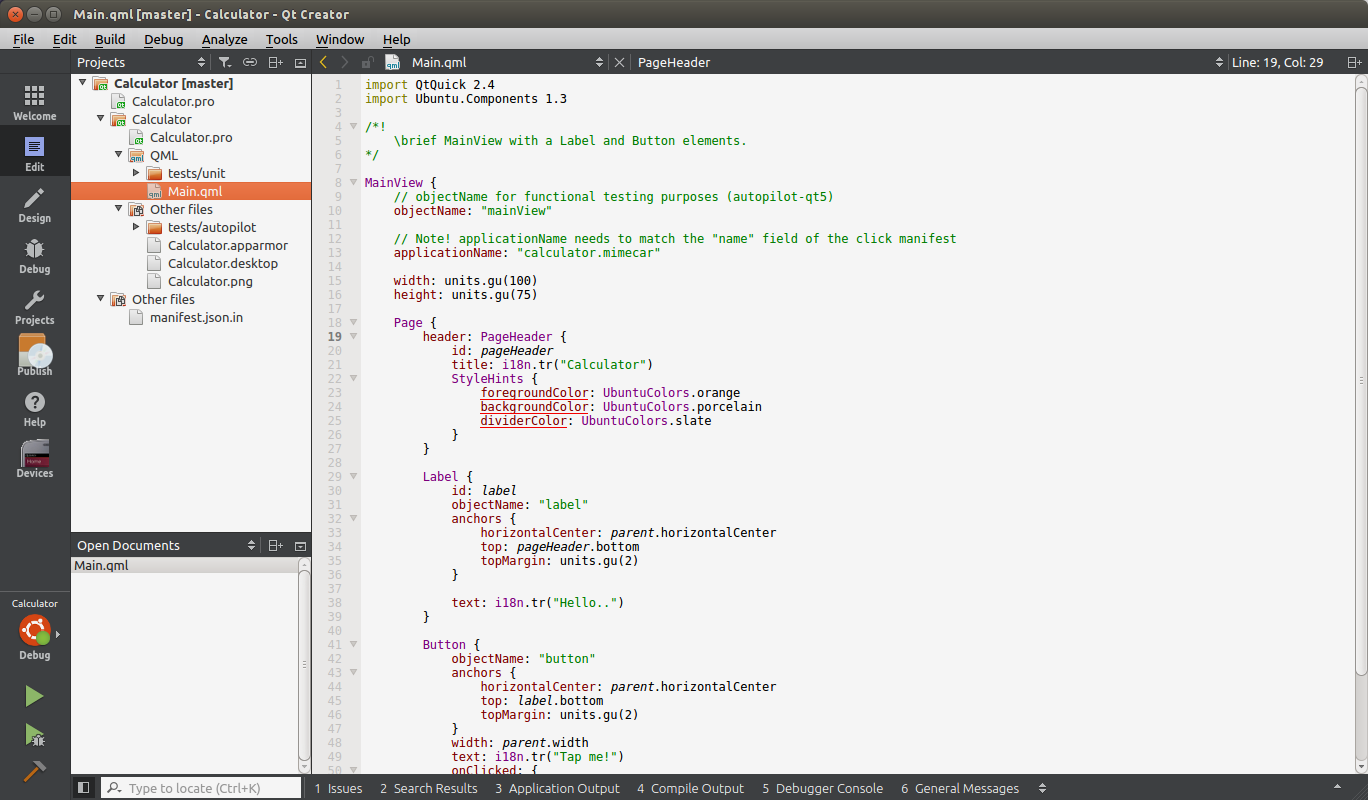 Main.qml [master] - Calculator - Qt Creator
File Edit Build Debug Analyze Tools Window Help
Projects
Main.qml
PageHeader
Line: 19, Col: 29
Welcome
Edit
Design
Debug
Projects
Publish
Help
Devices
Calculator
Debug
Calculator [master]
Calculator.pro
Calculator
Calculator.pro
QML
tests/unit
Main.qml
Other files
tests/autopilot
Calculator.apparmor
Calculator.desktop
Calculator.png
Other files
manifest.json.in
Open Documents
Main.qml
1 import QtQuick 2.4
2 import Ubuntu.Components 1.3
3
4 /*!
5     \brief MainView with a Label and Button elements.
6 */
7
8 MainView {
9     // objectName for functional testing purposes (autopilot-qt5)
10     objectName: "mainView"
11
12     // Note! applicationName needs to match the "name" field of the click manifest
13     applicationName: "calculator.mimecar"
14
15     width: units.gu(100)
16     height: units.gu(75)
17
18     Page {
19         header: PageHeader {
20             id: pageHeader
21             title: i18n.tr("Calculator")
22             StyleHints {
23                 foregroundColor: UbuntuColors.orange
24                 backgroundColor: UbuntuColors.porcelain
25                 dividerColor: UbuntuColors.slate
26             }
27         }
28
29         Label {
30             id: label
31             objectName: "label"
32             anchors {
33                 horizontalCenter: parent.horizontalCenter
34                 top: pageHeader.bottom
35                 topMargin: units.gu(2)
36             }
37
38             text: i18n.tr("Hello..")
39         }
40
41         Button {
42             objectName: "button"
43             anchors {
44                 horizontalCenter: parent.horizontalCenter
45                 top: label.bottom
46                 topMargin: units.gu(2)
47             }
48             width: parent.width
49             text: i18n.tr("Tap me!")
50             onClicked: {
Type to locate (Ctrl+K)
1 Issues 2 Search Results 3 Application Output 4 Compile Output 5 Debugger Console 6 General Messages